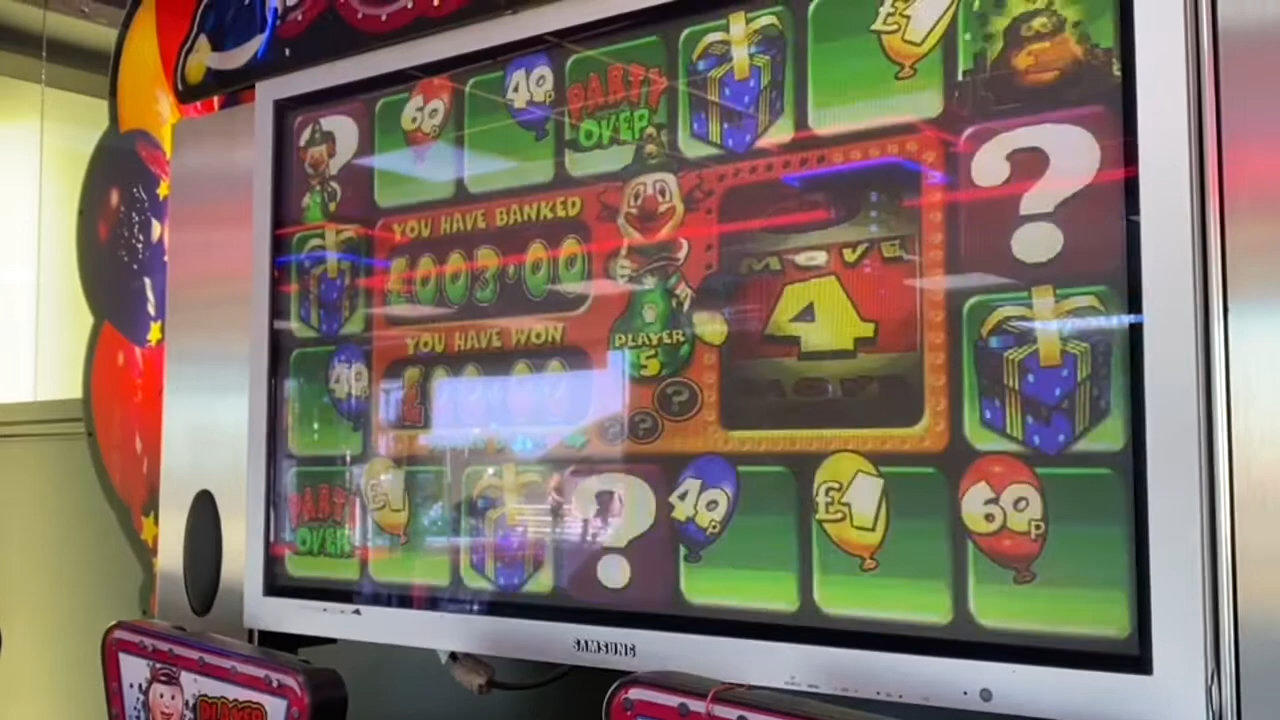 ?
60p
40p
PARTY
OVER
£1
?
YOU HAVE BANKED
£003.00
MOVE
4
YOU HAVE WON
PLAYER
5
?
?
?
40p
PARTY
OVER
£1
?
40p
£1
60p
SAMSUNG
PLAYER